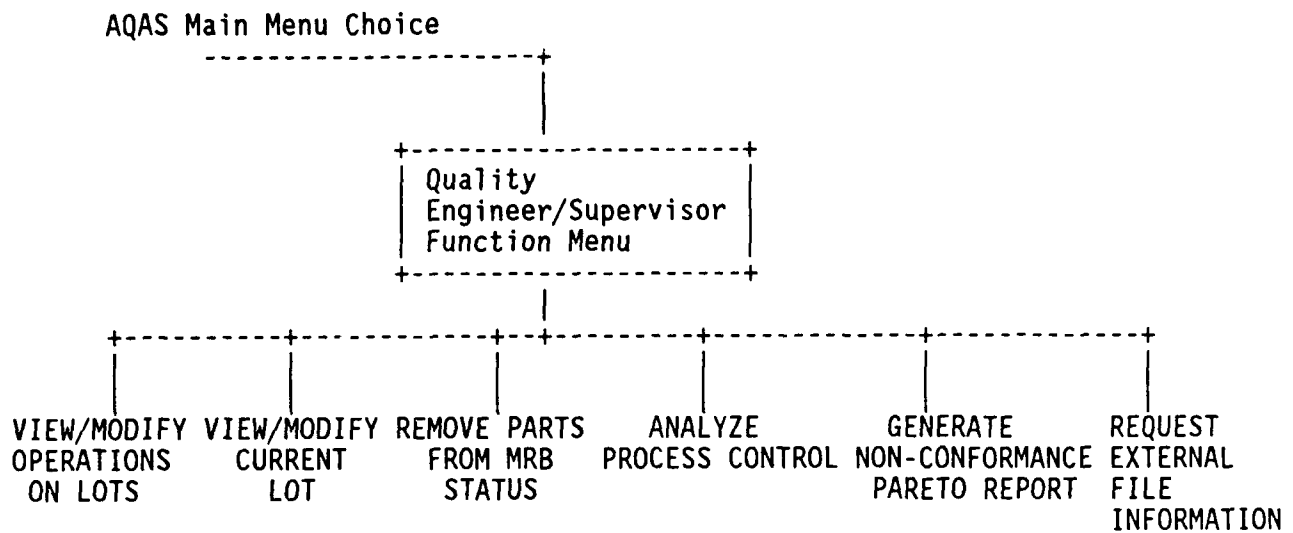 AQAS Main Menu Choice
Quality
Engineer/Supervisor
Function Menu
VIEW/MODIFY
OPERATIONS
ON LOTS
VIEW/MODIFY
CURRENT
LOT
REMOVE PARTS
FROM MRB
STATUS
ANALYZE
PROCESS CONTROL
GENERATE
NON-CONFORMANCE
PARETO REPORT
REQUEST
EXTERNAL
FILE
INFORMATION